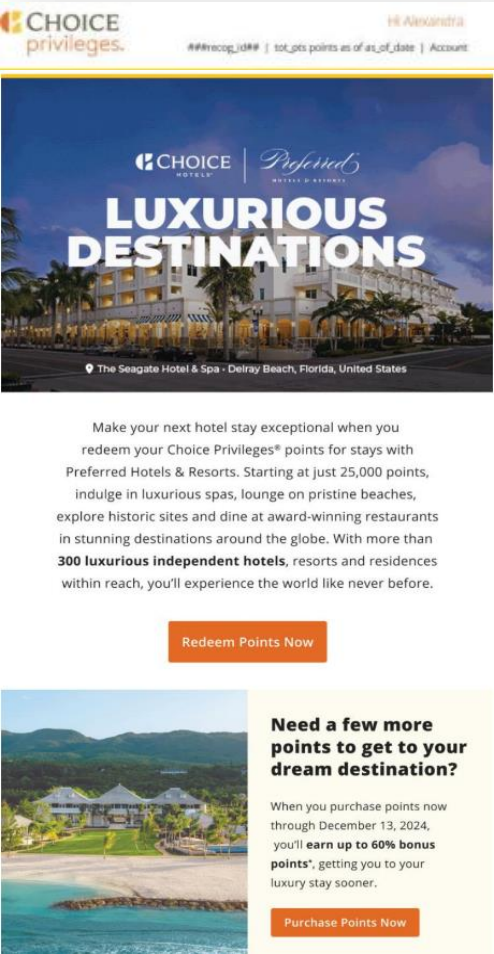 CHOICE
privileges.
Hi Alexandra
###recog_id## | tot_pts points as of as_of_date | Account
CHOICE
HOTELS®
Preferred
HOTELS & RESORTS
LUXURIOUS
DESTINATIONS
The Seagate Hotel & Spa • Delray Beach, Florida, United States
Make your next hotel stay exceptional when you
redeem your Choice Privileges® points for stays with
Preferred Hotels & Resorts. Starting at just 25,000 points,
indulge in luxurious spas, lounge on pristine beaches,
explore historic sites and dine at award-winning restaurants
in stunning destinations around the globe. With more than
300 luxurious independent hotels, resorts and residences
within reach, you’ll experience the world like never before.
Redeem Points Now
Need a few more
points to get to your
dream destination?
When you purchase points now
through December 13, 2024,
you’ll earn up to 60% bonus
points*, getting you to your
luxury stay sooner.
Purchase Points Now